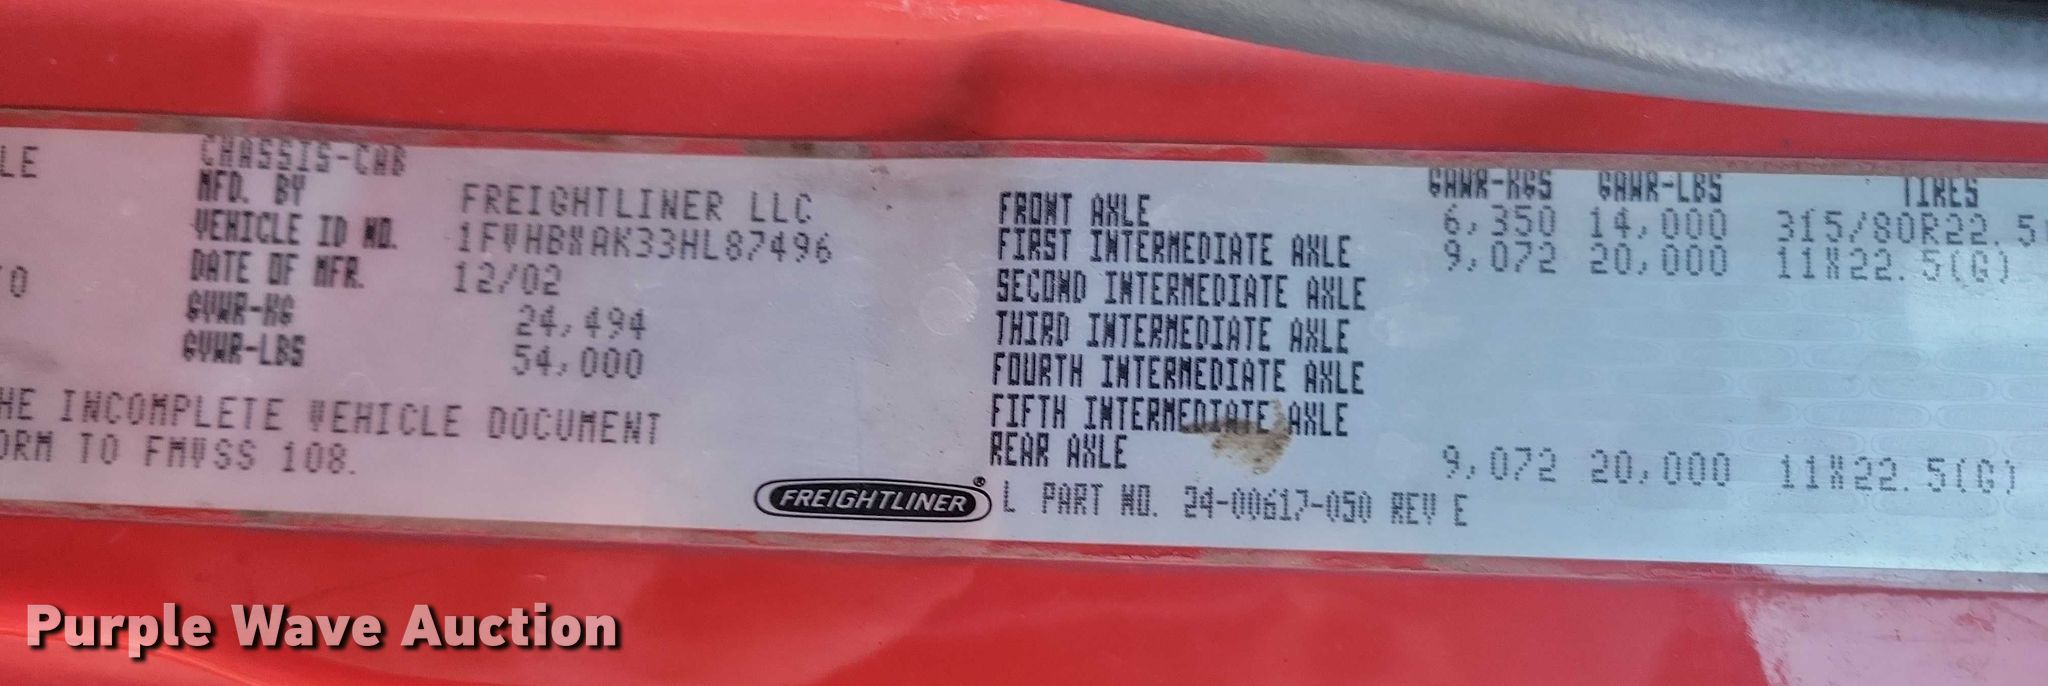 LE
CHASSIS-CAB
MFD. BY FREIGHTLINER LLC
VEHICLE ID NO. 1FVHBXAK33HL87496
DATE OF MFR. 12/02
GVWR-KG 24,494
GVWR-LBS 54,000
HE INCOMPLETE VEHICLE DOCUMENT
ORM TO FMVSS 108.
GAWR-KGS GAWR-LBS TIRES
FRONT AXLE 6,350 14,000 315/80R22.5
FIRST INTERMEDIATE AXLE 9,072 20,000 11X22.5(G)
SECOND INTERMEDIATE AXLE
THIRD INTERMEDIATE AXLE
FOURTH INTERMEDIATE AXLE
FIFTH INTERMEDIATE AXLE
REAR AXLE 9,072 20,000 11X22.5(G)
FREIGHTLINER® L PART NO. 24-00617-050 REV E
Purple Wave Auction